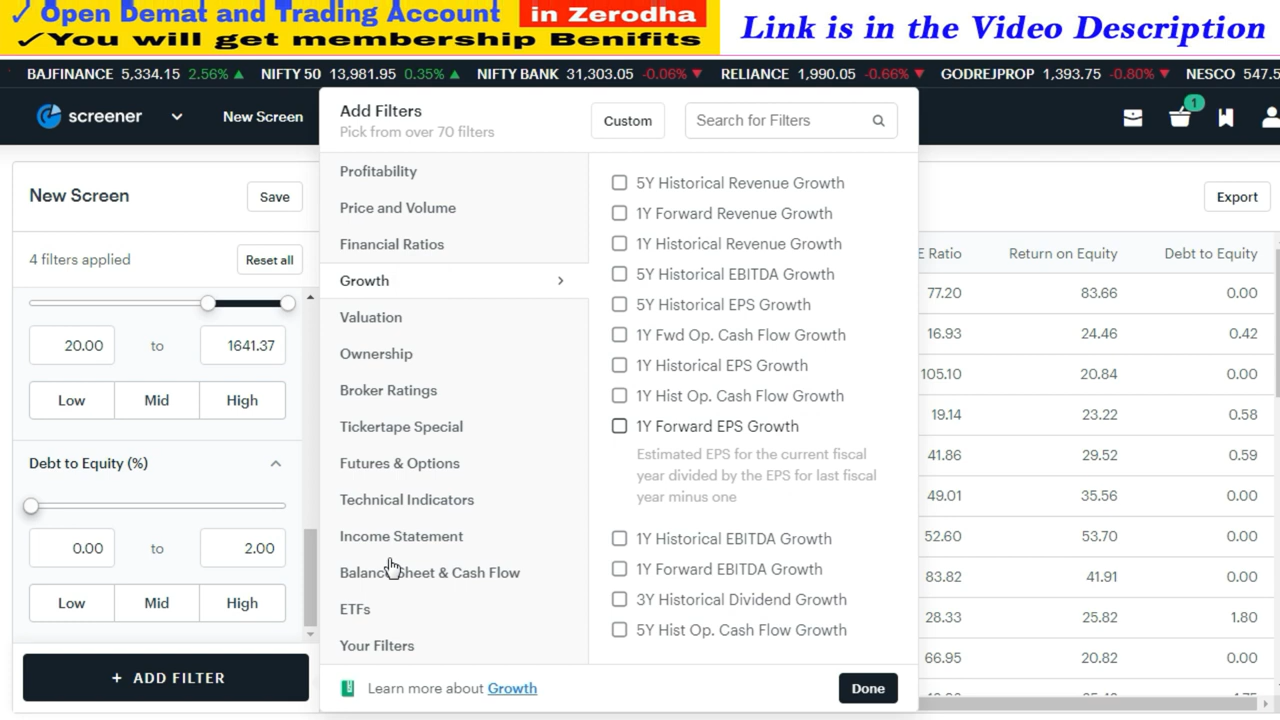 ✓ Open Demat and Trading Account in Zerodha
✓You will get membership Benifits
Link is in the Video Description
BAJFINANCE 5,334.15 2.56% ▲ NIFTY 50 13,981.95 0.35% ▲ NIFTY BANK 31,303.05 -0.06% ▼ RELIANCE 1,990.05 -0.66% ▼ GODREJPROP 1,393.75 -0.80% ▼ NESCO 547.5
screener New Screen
1
Add Filters
Pick from over 70 filters
Custom
Search for Filters
New Screen
Save
4 filters applied
Reset all
20.00 to 1641.37
Low Mid High
Debt to Equity (%)
0.00 to 2.00
Low Mid High
+ ADD FILTER
Profitability
Price and Volume
Financial Ratios
Growth >
Valuation
Ownership
Broker Ratings
Tickertape Special
Futures & Options
Technical Indicators
Income Statement
Balance Sheet & Cash Flow
ETFs
Your Filters
5Y Historical Revenue Growth
1Y Forward Revenue Growth
1Y Historical Revenue Growth
5Y Historical EBITDA Growth
5Y Historical EPS Growth
1Y Fwd Op. Cash Flow Growth
1Y Historical EPS Growth
1Y Hist Op. Cash Flow Growth
1Y Forward EPS Growth
Estimated EPS for the current fiscal
year divided by the EPS for last fiscal
year minus one
1Y Historical EBITDA Growth
1Y Forward EBITDA Growth
3Y Historical Dividend Growth
5Y Hist Op. Cash Flow Growth
Learn more about Growth
Done
Export
E Ratio Return on Equity Debt to Equity
77.20 83.66 0.00
16.93 24.46 0.42
105.10 20.84 0.00
19.14 23.22 0.58
41.86 29.52 0.59
49.01 35.56 0.00
52.60 53.70 0.00
83.82 41.91 0.00
28.33 25.82 1.80
66.95 20.82 0.00